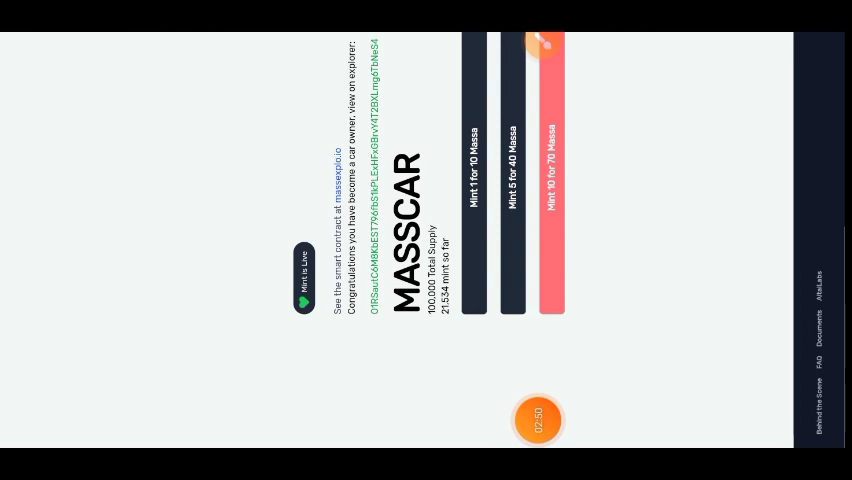 Mint is Live
See the smart contract at massexplo.io
Congratulations you have become a car owner, view on explorer:
O1RSautC6M8KbEST796fbS1kPLExHFxGBrvY4T2BXLmg6TbNeS4
MASSCAR
100,000 Total Supply
21,534 mint so far
Mint 1 for 10 Massa
Mint 5 for 40 Massa
Mint 10 for 70 Massa
02:50
Behind the Scene FAQ Documents AltelLabs